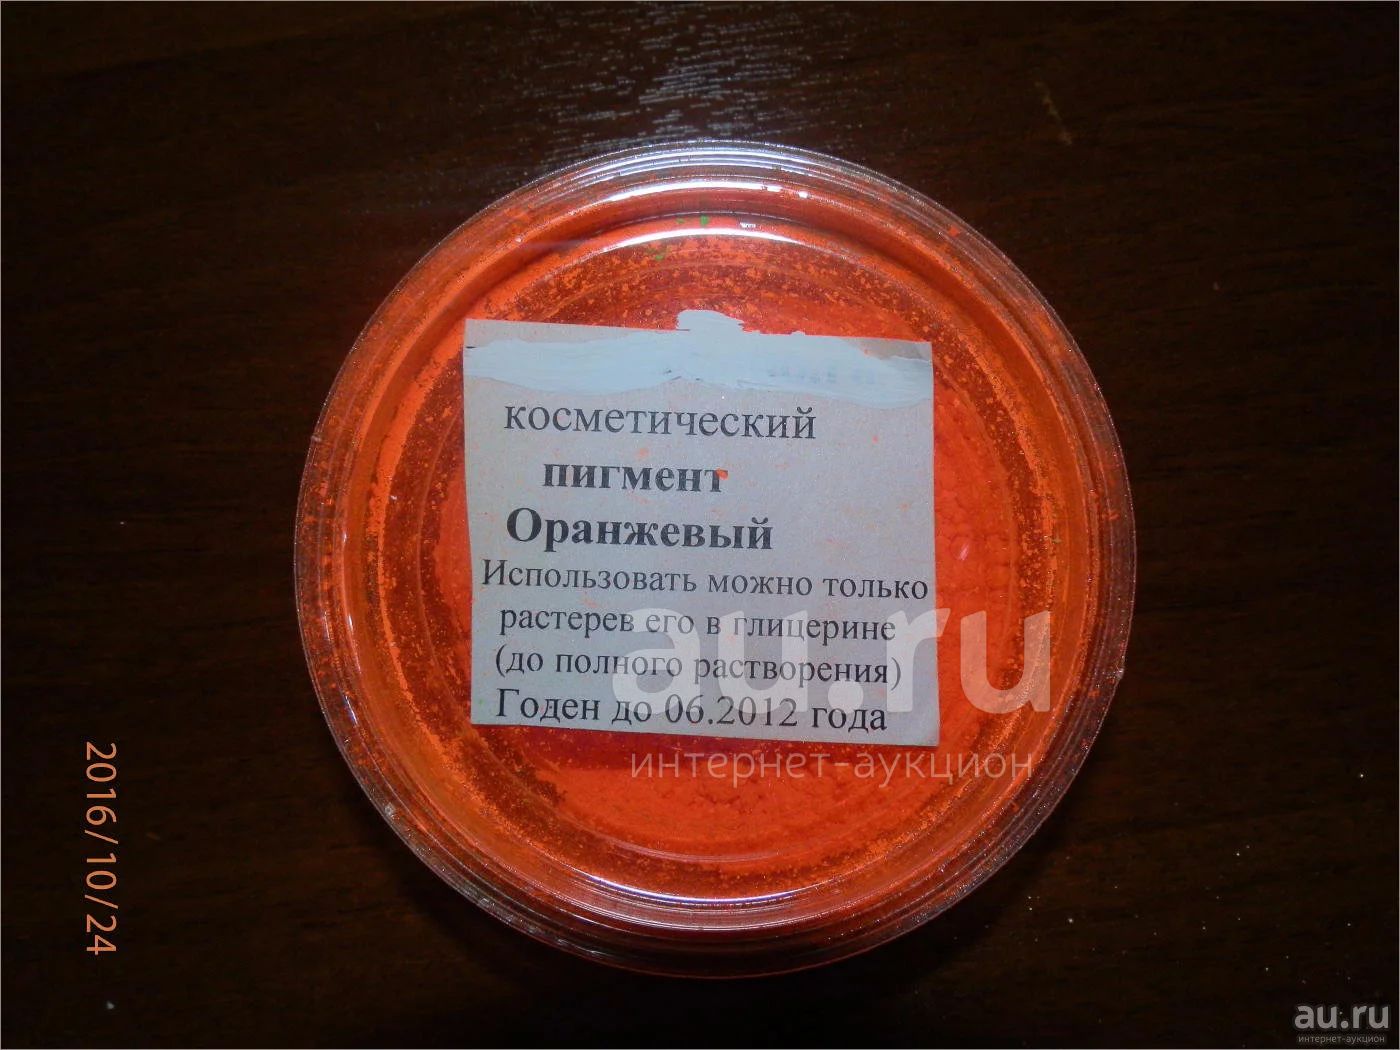 косметический
пигмент
Оранжевый
Использовать можно только
растерев его в глицерине
(до полного растворения)
Годен до 06.2012 года
au.ru
интернет-аукцион
2016/10/24
au.ru
интернет-аукцион